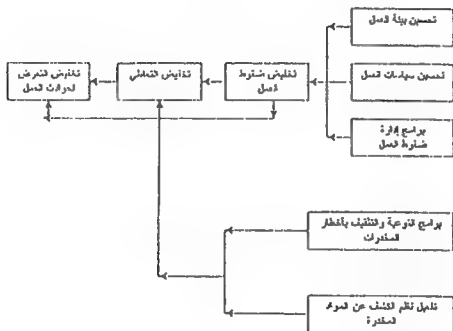 تحسين بيئة العمل
تحسين سياسات العمل
برامج إدارة
ضغوط العمل
تخفيض ضغوط
العمل
تخفيض التعاطي
تخفيض التعرض
لحوادث العمل
برامج التوعية والتثقيف بأخطار
المخدرات
نظم الكشف عن المواد
المخدرة